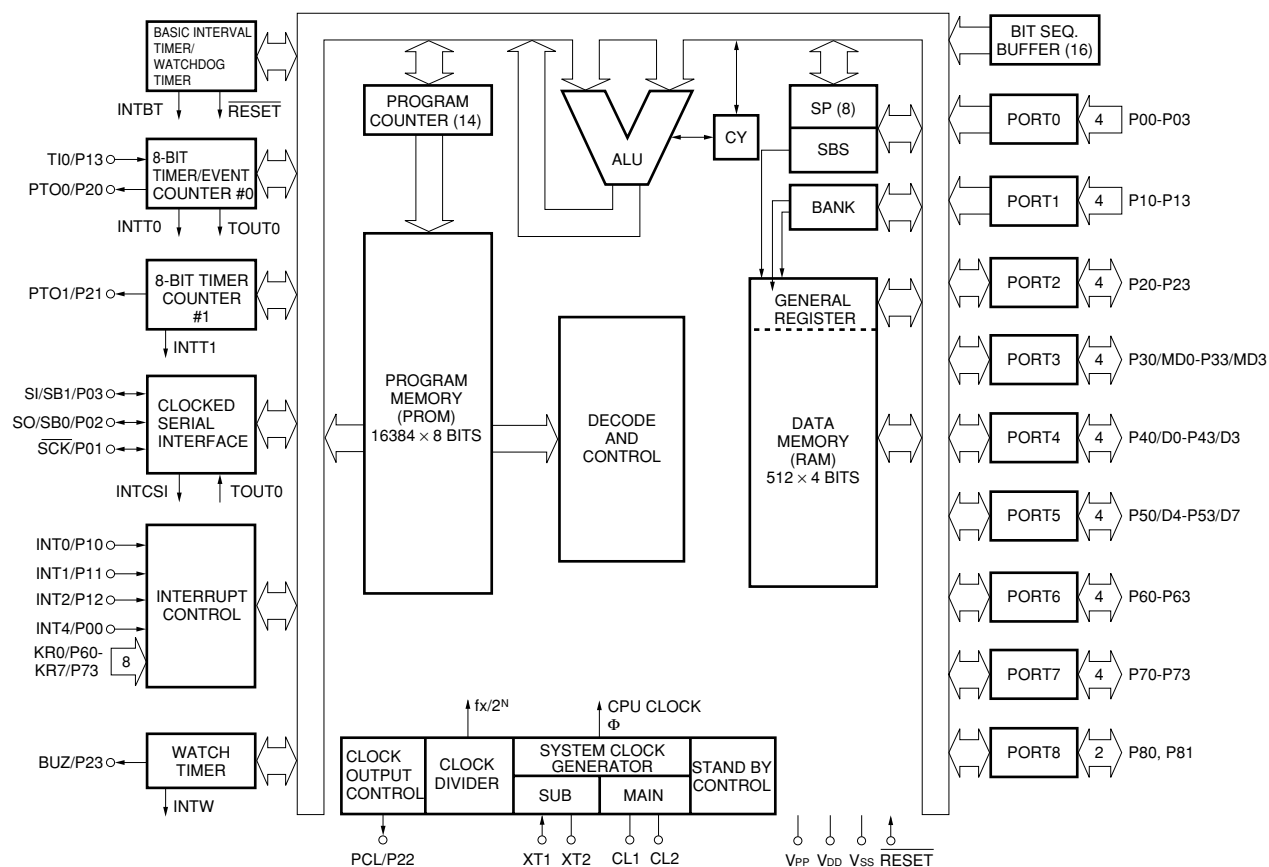 BASIC INTERVAL
TIMER/
WATCHDOG
TIMER
INTBT
RESET
TI0/P13
PTO0/P20
8-BIT
TIMER/EVENT
COUNTER #0
INTT0
TOUT0
PTO1/P21
8-BIT TIMER
COUNTER
#1
INTT1
SI/SB1/P03
SO/SB0/P02
SCK/P01
CLOCKED
SERIAL
INTERFACE
INTCSI
TOUT0
INT0/P10
INT1/P11
INT2/P12
INT4/P00
KR0/P60-
KR7/P73
8
INTERRUPT
CONTROL
BUZ/P23
WATCH
TIMER
INTW
PROGRAM
COUNTER (14)
ALU
CY
SP (8)
SBS
BANK
PROGRAM
MEMORY
(PROM)
16384 × 8 BITS
DECODE
AND
CONTROL
GENERAL
REGISTER
DATA
MEMORY
(RAM)
512 × 4 BITS
fx/2ᴺ
CPU CLOCK
Φ
CLOCK
OUTPUT
CONTROL
CLOCK
DIVIDER
SYSTEM CLOCK
GENERATOR
SUB
MAIN
STAND BY
CONTROL
PCL/P22
XT1
XT2
CL1
CL2
VPP
VDD
VSS
RESET
BIT SEQ.
BUFFER (16)
PORT0
4
P00-P03
PORT1
4
P10-P13
PORT2
4
P20-P23
PORT3
4
P30/MD0-P33/MD3
PORT4
4
P40/D0-P43/D3
PORT5
4
P50/D4-P53/D7
PORT6
4
P60-P63
PORT7
4
P70-P73
PORT8
2
P80, P81